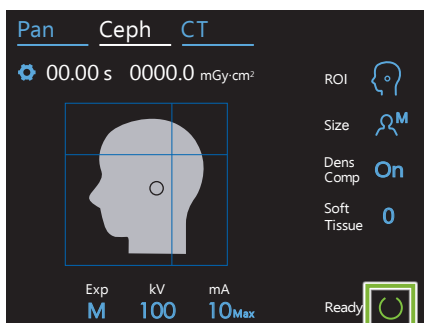 Pan Ceph CT
00.00 s 0000.0 mGy·cm²
ROI
Size M
Dens
Comp On
Soft
Tissue 0
Exp kV mA
M 100 10Max
Ready